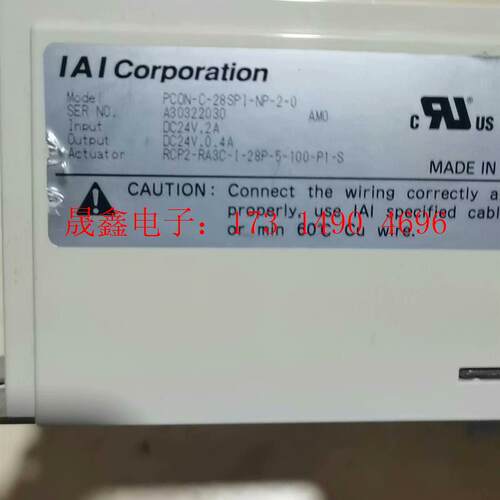 IAI Corporation
Model PCON-C-28SPI-NP-2-0
SER NO. A30322030 AM0
Input DC24V.2A
Output DC24V.0.4A
Actuator RCP2-RA3C-I-28P-5-100-P1-S
C RU US
MADE IN
CAUTION: Connect the wiring correctly a
properly, use IAI specified cabl
晟鑫电子：173 1490 4696
or/min 60℃ Cu wire.